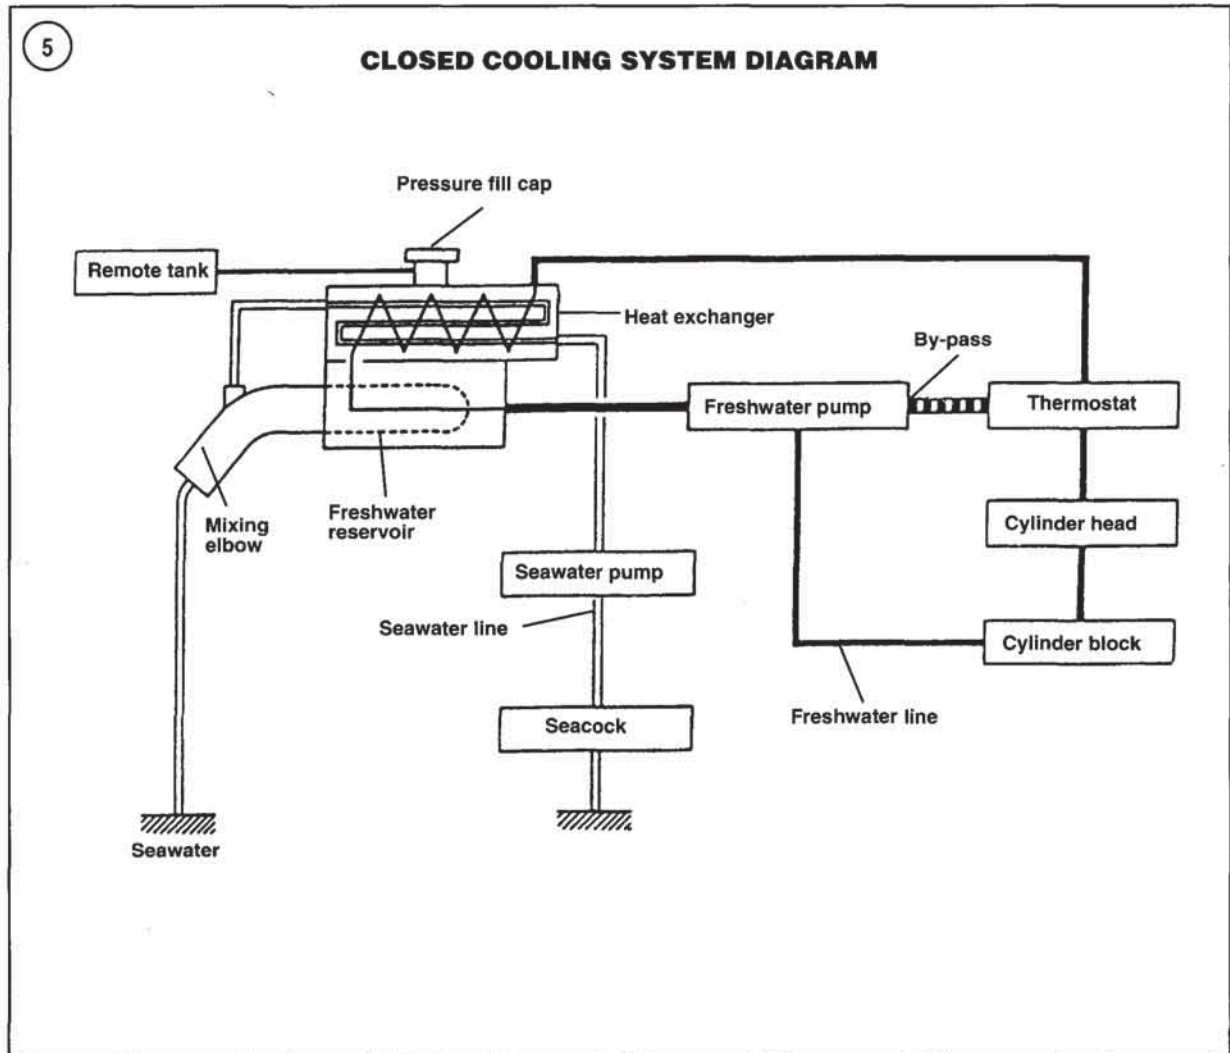 5
CLOSED COOLING SYSTEM DIAGRAM
Pressure fill cap
Remote tank
Heat exchanger
By-pass
Freshwater pump
Thermostat
Mixing
elbow
Freshwater
reservoir
Cylinder head
Seawater pump
Seawater line
Cylinder block
Freshwater line
Seacock
Seawater